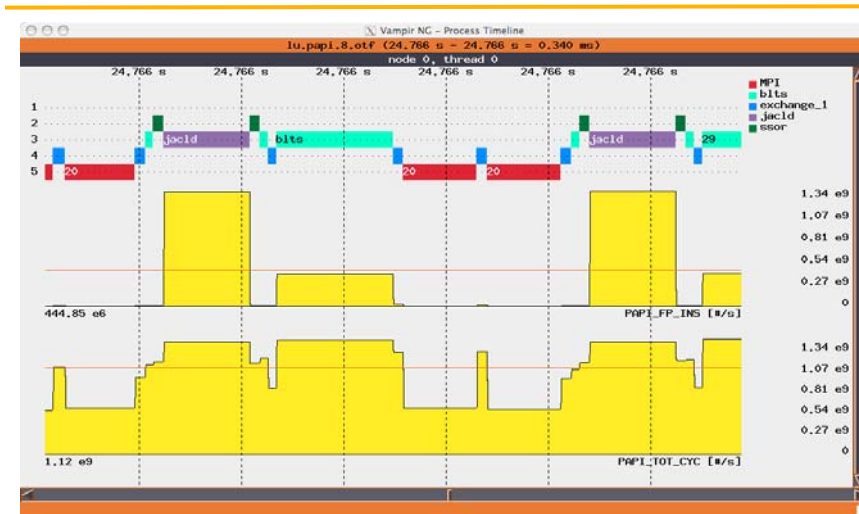 Vampir NG - Process Timeline
lu.papi.8.otf (24.766 s - 24.766 s = 0.340 ms)
node 0, thread 0
24,766 s 24,766 s 24,766 s 24,766 s 24,766 s 24,766 s
MPI
blts
exchange_1
jacld
ssor
1
2
3 jacld blts jacld 29
4
5 20 20 20
1,34 e9
1,07 e9
0,81 e9
0,54 e9
0,27 e9
0
444,85 e6 PAPI_FP_INS [#/s]
1,34 e9
1,07 e9
0,81 e9
0,54 e9
0,27 e9
0
1,12 e9 PAPI_TOT_CYC [#/s]